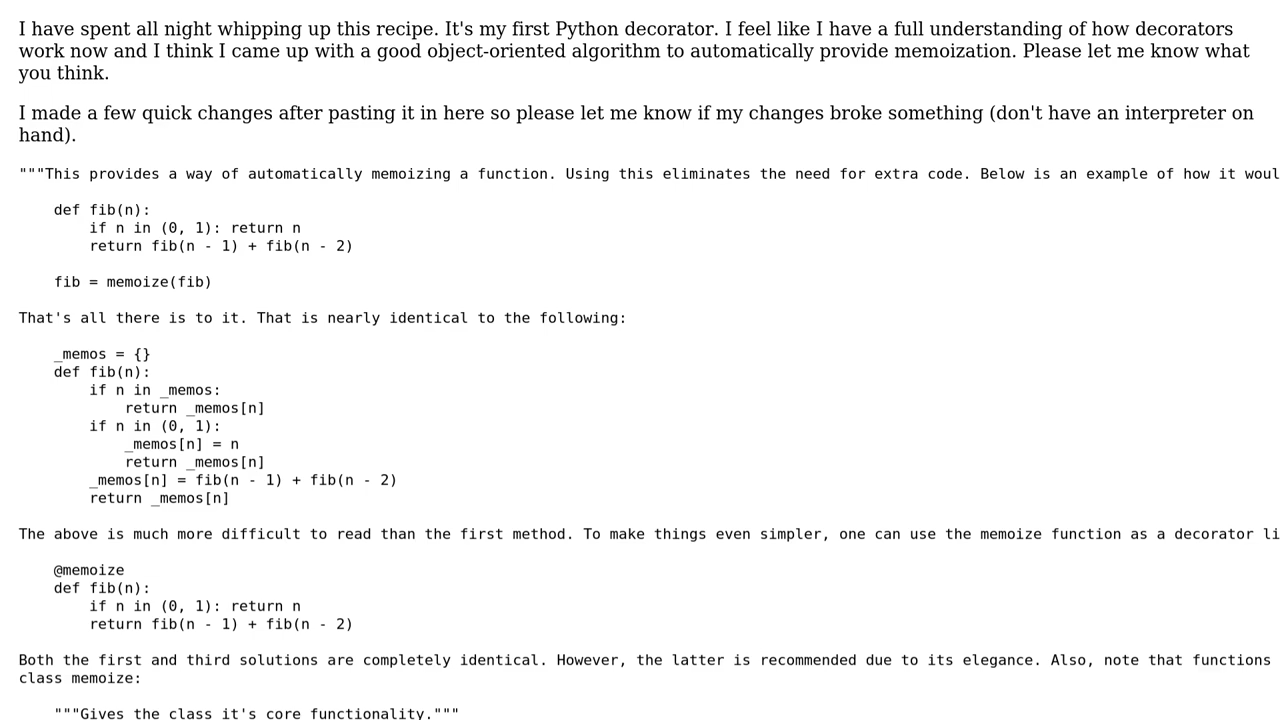 I have spent all night whipping up this recipe. It's my first Python decorator. I feel like I have a full understanding of how decorators
work now and I think I came up with a good object-oriented algorithm to automatically provide memoization. Please let me know what
you think.
I made a few quick changes after pasting it in here so please let me know if my changes broke something (don't have an interpreter on
hand).
"""This provides a way of automatically memoizing a function. Using this eliminates the need for extra code. Below is an example of how it woul
    def fib(n):
        if n in (0, 1): return n
        return fib(n - 1) + fib(n - 2)
    fib = memoize(fib)
That's all there is to it. That is nearly identical to the following:
    _memos = {}
    def fib(n):
        if n in _memos:
            return _memos[n]
        if n in (0, 1):
            _memos[n] = n
            return _memos[n]
        _memos[n] = fib(n - 1) + fib(n - 2)
        return _memos[n]
The above is much more difficult to read than the first method. To make things even simpler, one can use the memoize function as a decorator li
    @memoize
    def fib(n):
        if n in (0, 1): return n
        return fib(n - 1) + fib(n - 2)
Both the first and third solutions are completely identical. However, the latter is recommended due to its elegance. Also, note that functions
class memoize:
    """Gives the class it's core functionality."""